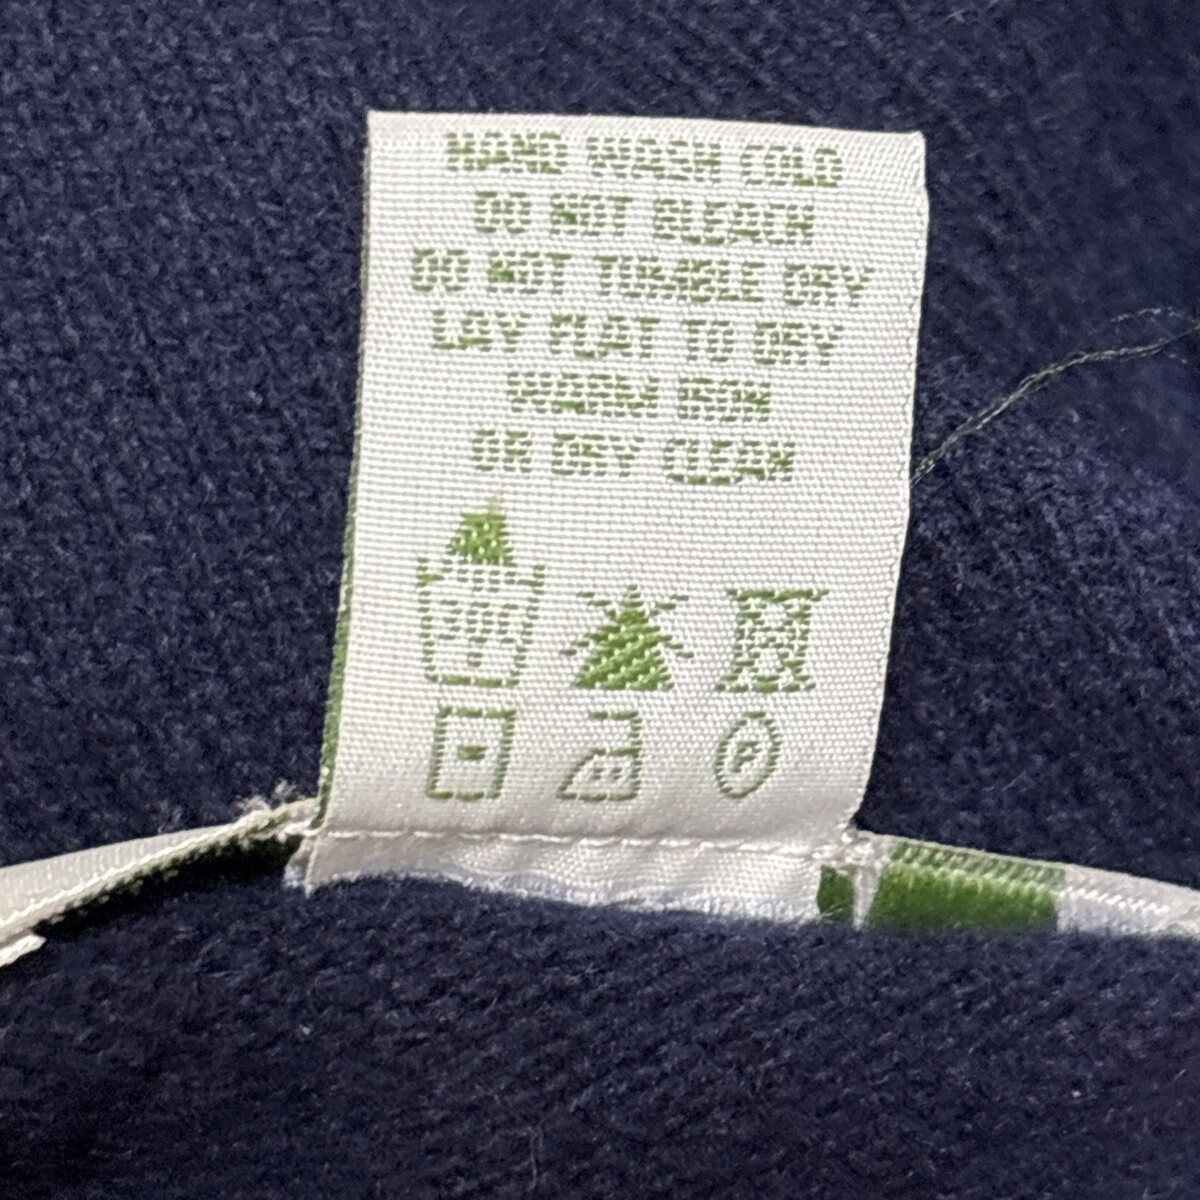 HAND WASH COLD
DO NOT BLEACH
DO NOT TUMBLE DRY
LAY FLAT TO DRY
WARM IRON
OR DRY CLEAN
P